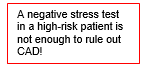 A negative stress test
in a high-risk patient is
not enough to rule out
CAD!